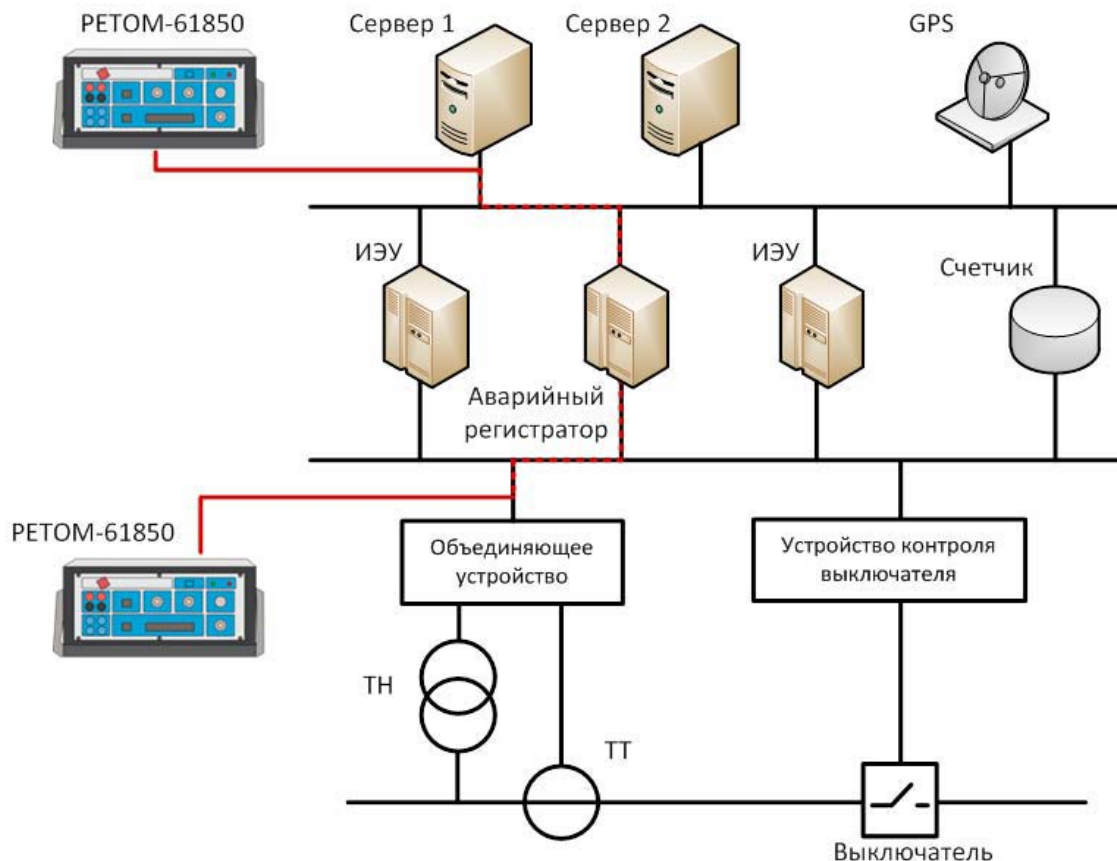 РЕТОМ-61850
Сервер 1
Сервер 2
GPS
ИЭУ
ИЭУ
Счетчик
Аварийный
регистратор
РЕТОМ-61850
Объединяющее
устройство
Устройство контроля
выключателя
ТН
ТТ
Выключатель